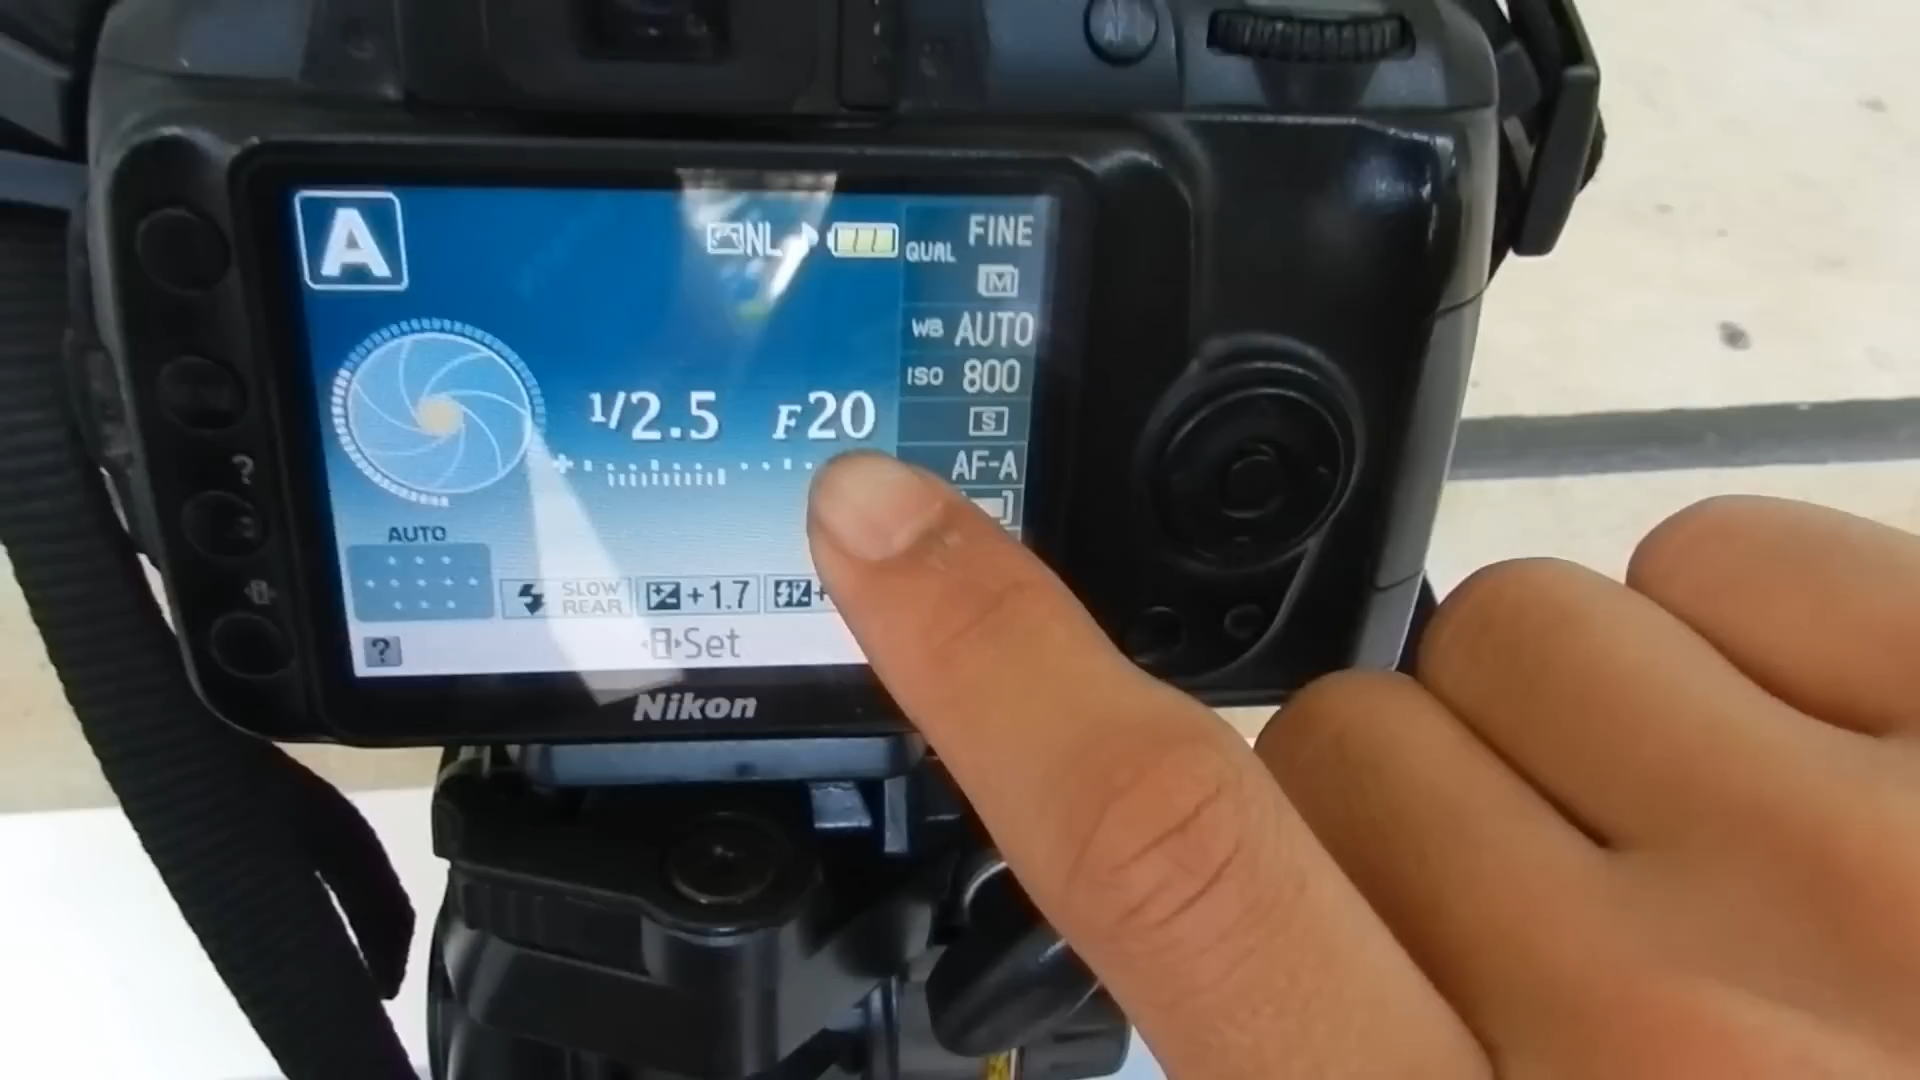 A
NL
QUAL FINE
M
WB AUTO
ISO 800
S
1/2.5 F20
AF-A
?
AUTO
SLOW
REAR
+1.7
+
i Set
?
Nikon